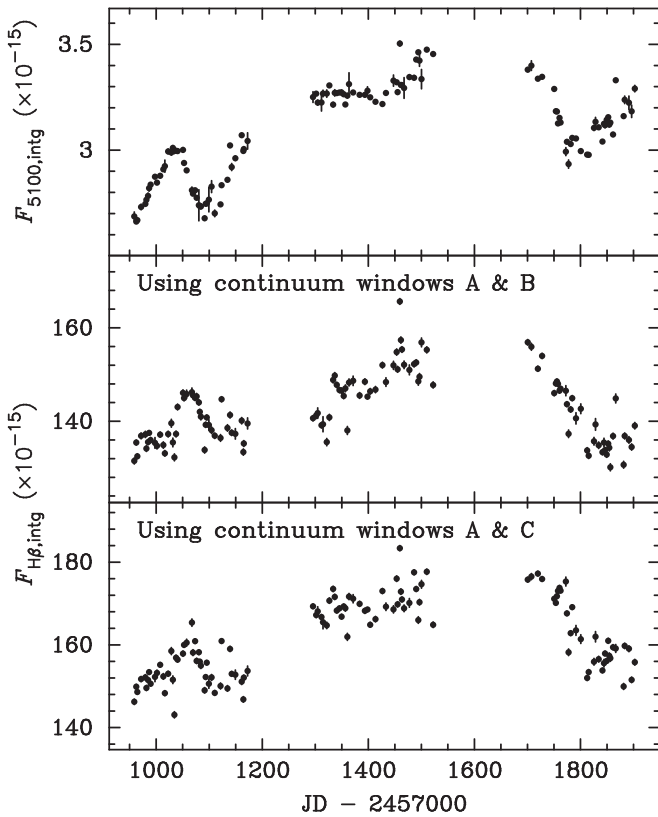 F5100,intg (×10−15)
3.5
3
Using continuum windows A & B
160
140
FHβ,intg (×10−15)
Using continuum windows A & C
180
160
140
1000 1200 1400 1600 1800
JD − 2457000